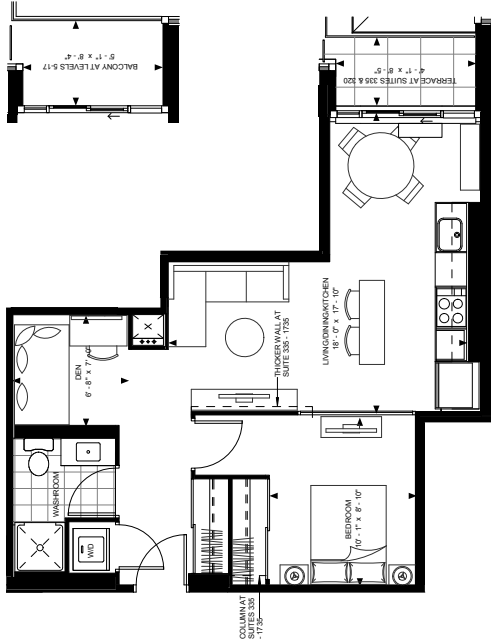 BALCONY AT LEVELS 5-17
5' - 1" x 8' - 4"
TERRACE AT SUITES 335 & 320
4' - 1" x 8' - 5"
LIVING/DINING/KITCHEN
18' - 0" x 17' - 10"
THICKER WALL AT
SUITE 335 - 1735
DEN
6' - 8" x 7'
WASHROOM
W/D
BEDROOM
10' - 1" x 8' - 10"
COLUMN AT
SUITES 335
- 1735